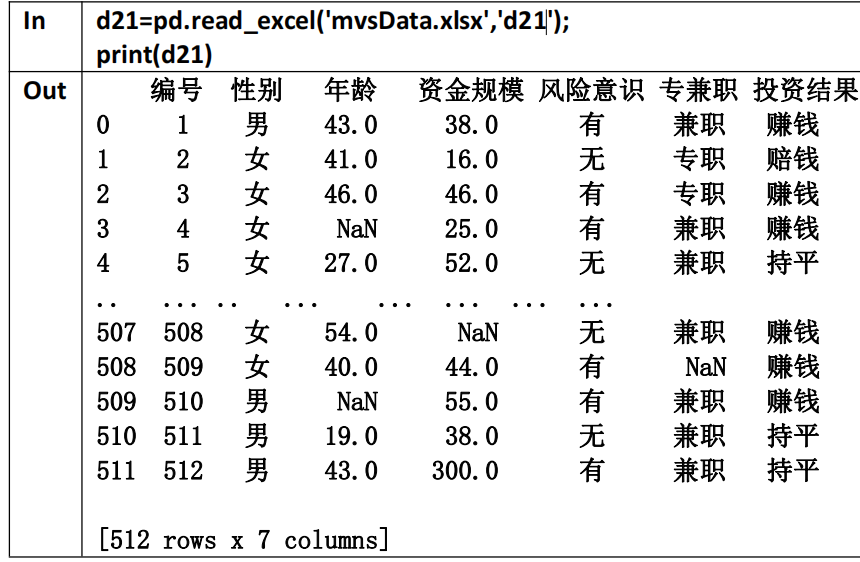 In d21=pd.read_excel('mvsData.xlsx','d21');
print(d21)
Out 编号 性别 年龄 资金规模 风险意识 专兼职 投资结果
0 1 男 43.0 38.0 有 兼职 赚钱
1 2 女 41.0 16.0 无 专职 赔钱
2 3 女 46.0 46.0 有 专职 赚钱
3 4 女 NaN 25.0 有 兼职 赚钱
4 5 女 27.0 52.0 无 兼职 持平
.. ... .. ... ... ... ... ...
507 508 女 54.0 NaN 无 兼职 赚钱
508 509 女 40.0 44.0 有 NaN 赚钱
509 510 男 NaN 55.0 有 兼职 赚钱
510 511 男 19.0 38.0 无 兼职 持平
511 512 男 43.0 300.0 有 兼职 持平
[512 rows x 7 columns]